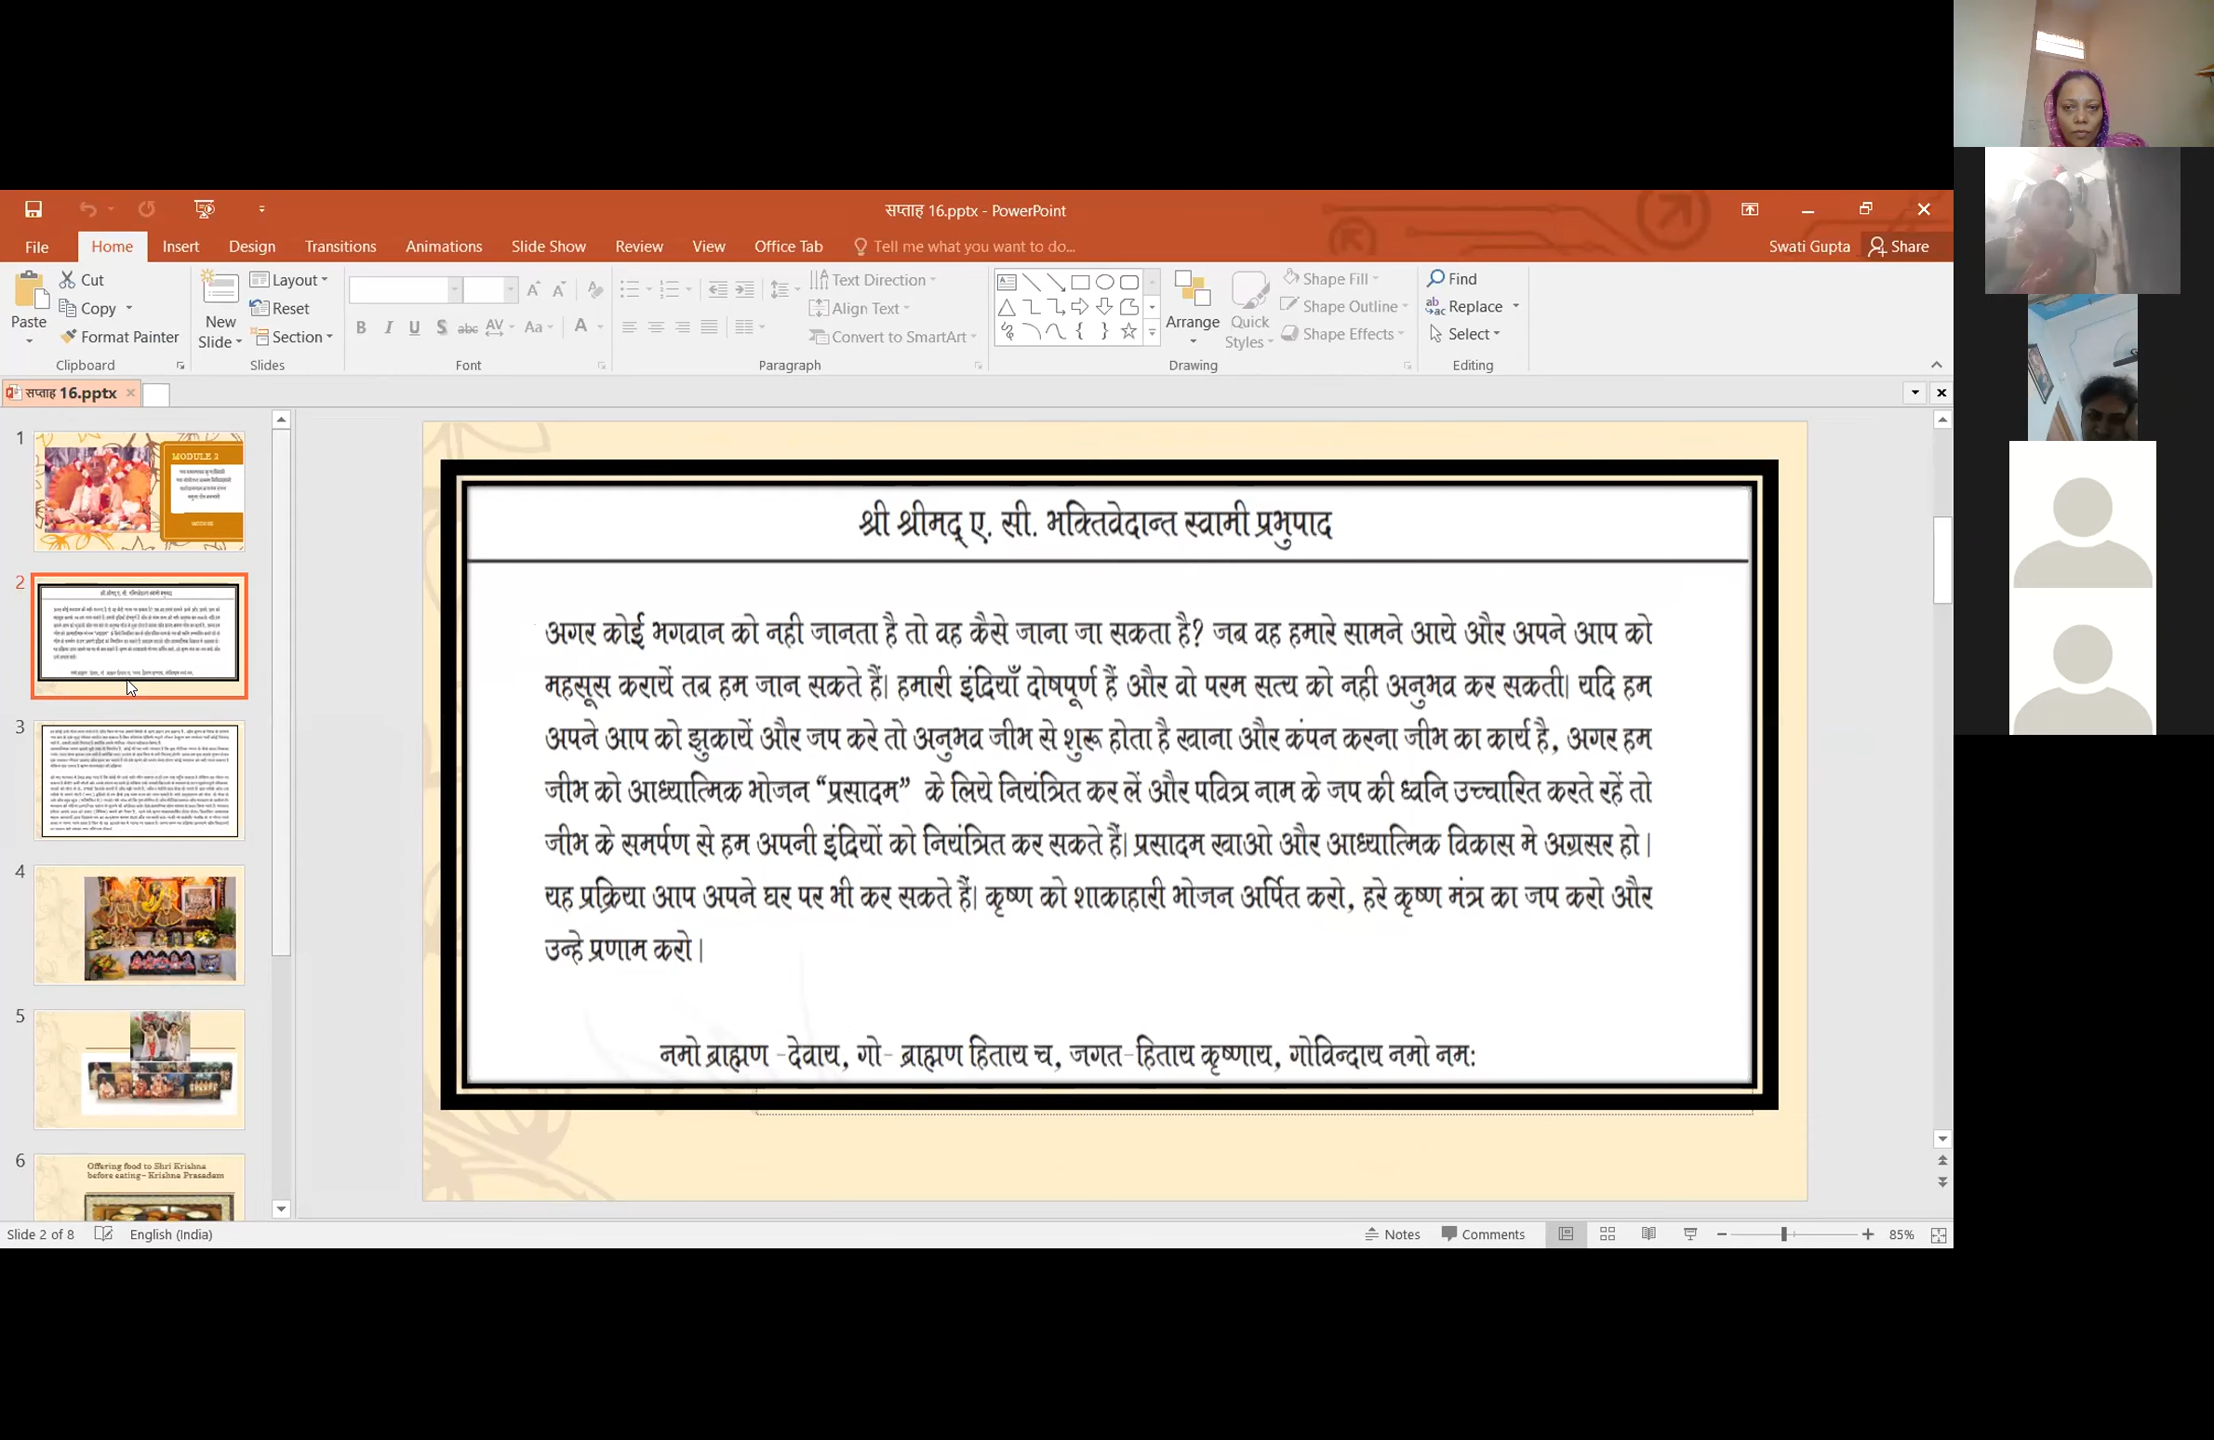 सप्ताह 16.pptx - PowerPoint
File Home Insert Design Transitions Animations Slide Show Review View Office Tab Tell me what you want to do... Swati Gupta Share
Paste
Cut
Copy
Format Painter
Clipboard
New Slide
Layout
Reset
Section
Slides
B I U S abc AV Aa A
Font
Text Direction
Align Text
Convert to SmartArt
Paragraph
Arrange
Quick Styles
Shape Fill
Shape Outline
Shape Effects
Drawing
Find
Replace
Select
Editing
सप्ताह 16.pptx
1
MODULE 2
2
3
4
5
6
Offering food to Shri Krishna
before eating- Krishna Prasadam
श्री श्रीमद् ए. सी. भक्तिवेदान्त स्वामी प्रभुपाद
अगर कोई भगवान को नही जानता है तो वह कैसे जाना जा सकता है? जब वह हमारे सामने आये और अपने आप को
महसूस करायें तब हम जान सकते हैं| हमारी इंद्रियाँ दोषपूर्ण हैं और वो परम सत्य को नही अनुभव कर सकती| यदि हम
अपने आप को झुकायें और जप करे तो अनुभव जीभ से शुरू होता है खाना और कंपन करना जीभ का कार्य है, अगर हम
जीभ को आध्यात्मिक भोजन “प्रसादम” के लिये नियंत्रित कर लें और पवित्र नाम के जप की ध्वनि उच्चारित करते रहें तो
जीभ के समर्पण से हम अपनी इंद्रियों को नियंत्रित कर सकते हैं| प्रसादम खाओ और आध्यात्मिक विकास मे अग्रसर हो |
यह प्रक्रिया आप अपने घर पर भी कर सकते हैं| कृष्ण को शाकाहारी भोजन अर्पित करो, हरे कृष्ण मंत्र का जप करो और
उन्हे प्रणाम करो |
नमो ब्राह्मण -देवाय, गो- ब्राह्मण हिताय च, जगत-हिताय कृष्णाय, गोविन्दाय नमो नम:
Slide 2 of 8 English (India) Notes Comments 85%